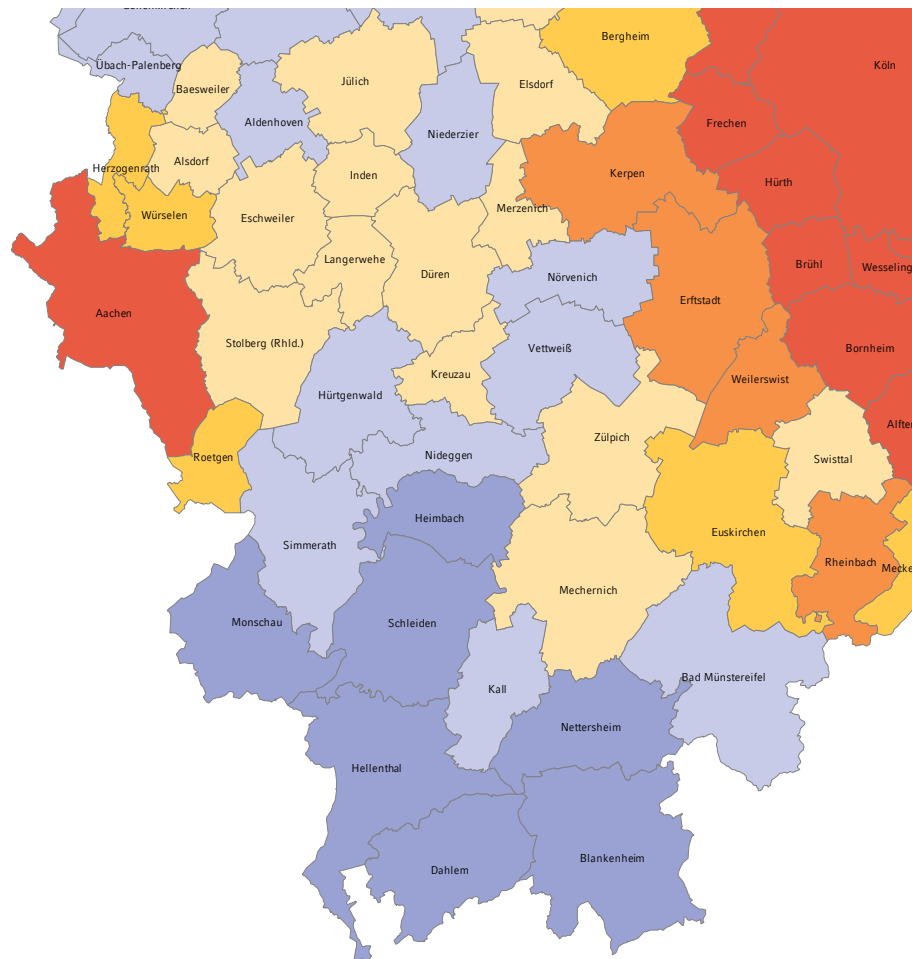 Bergheim
Köln
Übach-Palenberg
Jülich
Elsdorf
Baesweiler
Aldenhoven
Frechen
Niederzier
Alsdorf
Herzogenrath
Inden
Kerpen
Hürth
Merzenich
Würselen
Eschweiler
Langerwehe
Brühl
Wesseling
Düren
Nörvenich
Erftstadt
Aachen
Stolberg (Rhld.)
Vettweiß
Bornheim
Kreuzau
Weilerswist
Hürtgenwald
Alfter
Zülpich
Roetgen
Nideggen
Swisttal
Heimbach
Euskirchen
Simmerath
Rheinbach
Mecke
Mechernich
Monschau
Schleiden
Bad Münstereifel
Kall
Nettersheim
Hellenthal
Blankenheim
Dahlem